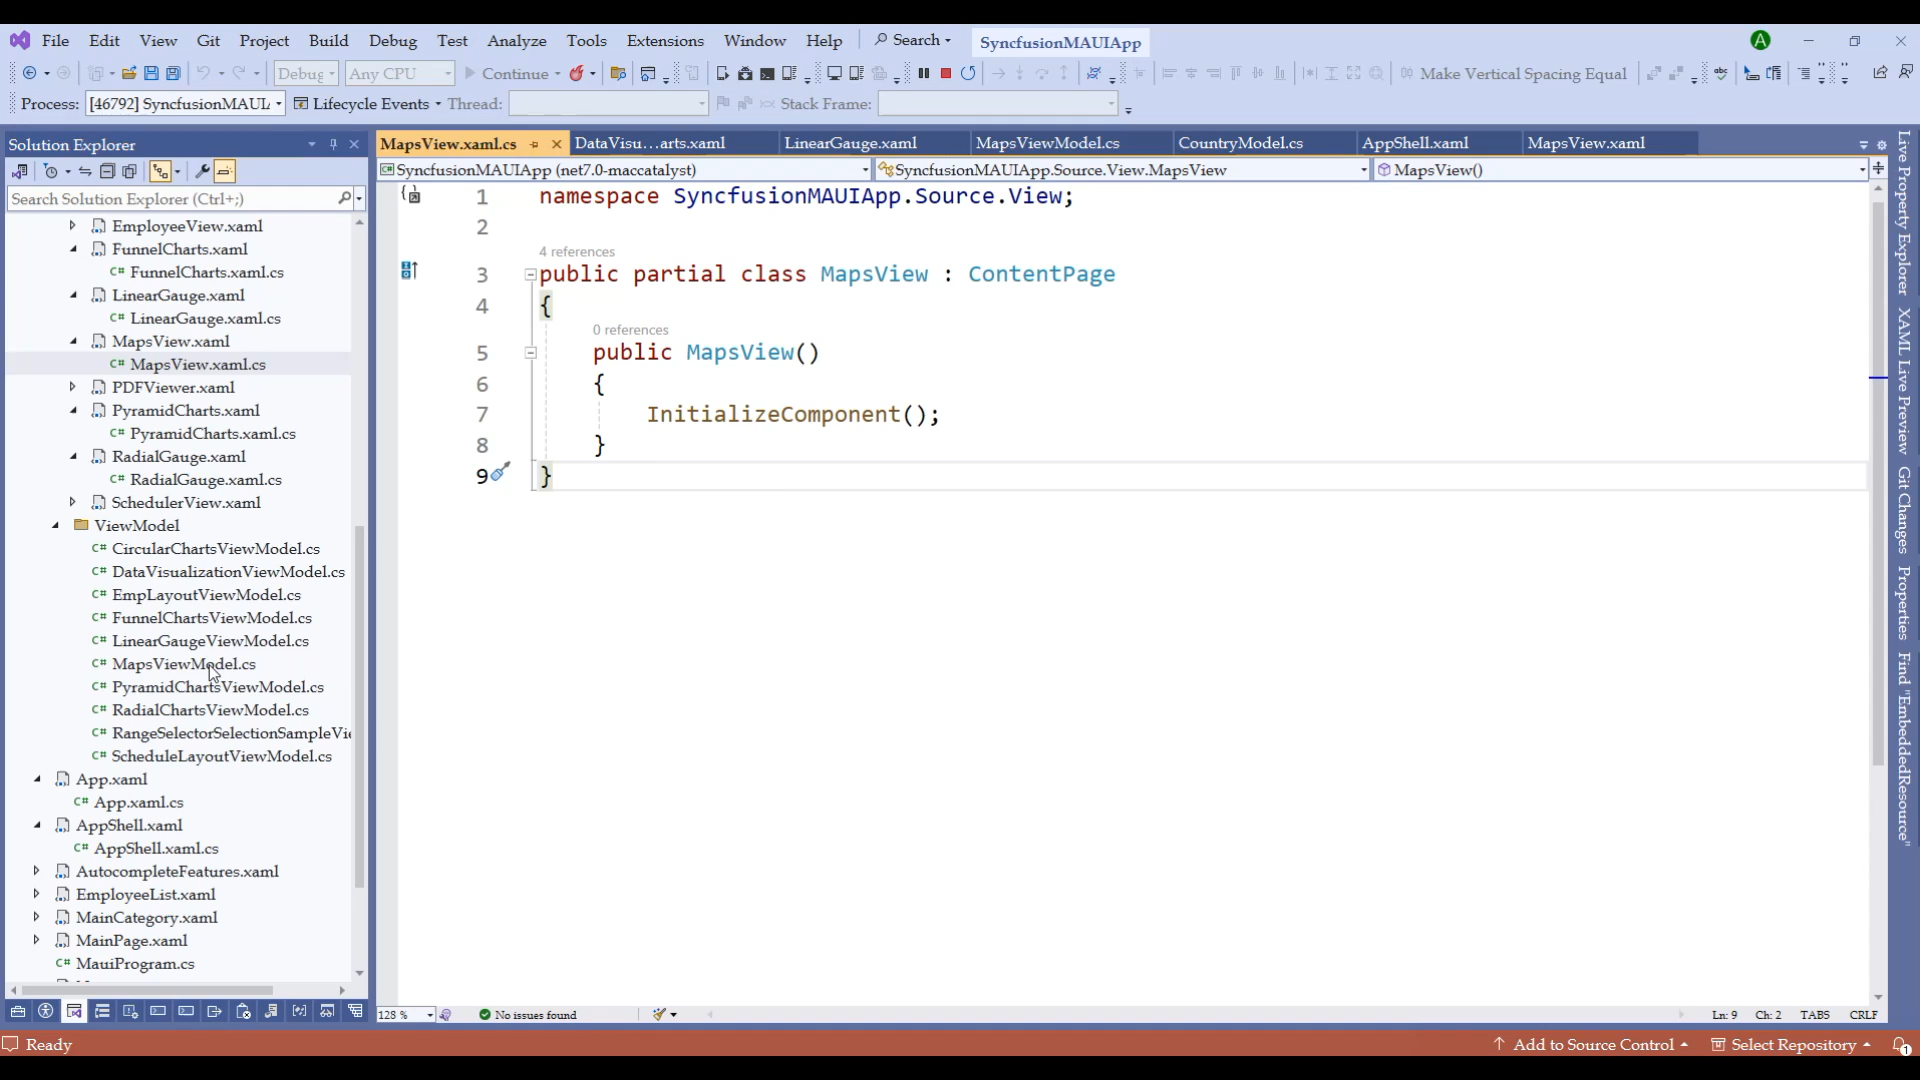 File Edit View Git Project Build Debug Test Analyze Tools Extensions Window Help Search SyncfusionMAUIApp A
Debug Any CPU Continue Make Vertical Spacing Equal
Process: [46792] SyncfusionMAUI Lifecycle Events Thread: Stack Frame:
Solution Explorer
Search Solution Explorer (Ctrl+;)
EmployeeView.xaml
FunnelCharts.xaml
C# FunnelCharts.xaml.cs
LinearGauge.xaml
C# LinearGauge.xaml.cs
MapsView.xaml
C# MapsView.xaml.cs
PDFViewer.xaml
PyramidCharts.xaml
C# PyramidCharts.xaml.cs
RadialGauge.xaml
C# RadialGauge.xaml.cs
SchedulerView.xaml
ViewModel
C# CircularChartsViewModel.cs
C# DataVisualizationViewModel.cs
C# EmpLayoutViewModel.cs
C# FunnelChartsViewModel.cs
C# LinearGaugeViewModel.cs
C# MapsViewModel.cs
C# PyramidChartsViewModel.cs
C# RadialChartsViewModel.cs
C# RangeSelectorSelectionSampleVie
C# ScheduleLayoutViewModel.cs
App.xaml
C# App.xaml.cs
AppShell.xaml
C# AppShell.xaml.cs
AutocompleteFeatures.xaml
EmployeeList.xaml
MainCategory.xaml
MainPage.xaml
C# MauiProgram.cs
MapsView.xaml.cs DataVisu...arts.xaml LinearGauge.xaml MapsViewModel.cs CountryModel.cs AppShell.xaml MapsView.xaml
C# SyncfusionMAUIApp (net7.0-maccatalyst) SyncfusionMAUIApp.Source.View.MapsView MapsView()
1 namespace SyncfusionMAUIApp.Source.View;
2
4 references
3 public partial class MapsView : ContentPage
4 {
0 references
5 public MapsView()
6 {
7 InitializeComponent();
8 }
9 }
128 % No issues found Ln: 9 Ch: 2 TABS CRLF
Live Property Explorer
XAML Live Preview
Git Changes
Properties
Find "EmbeddedResource"
Ready Add to Source Control Select Repository 1